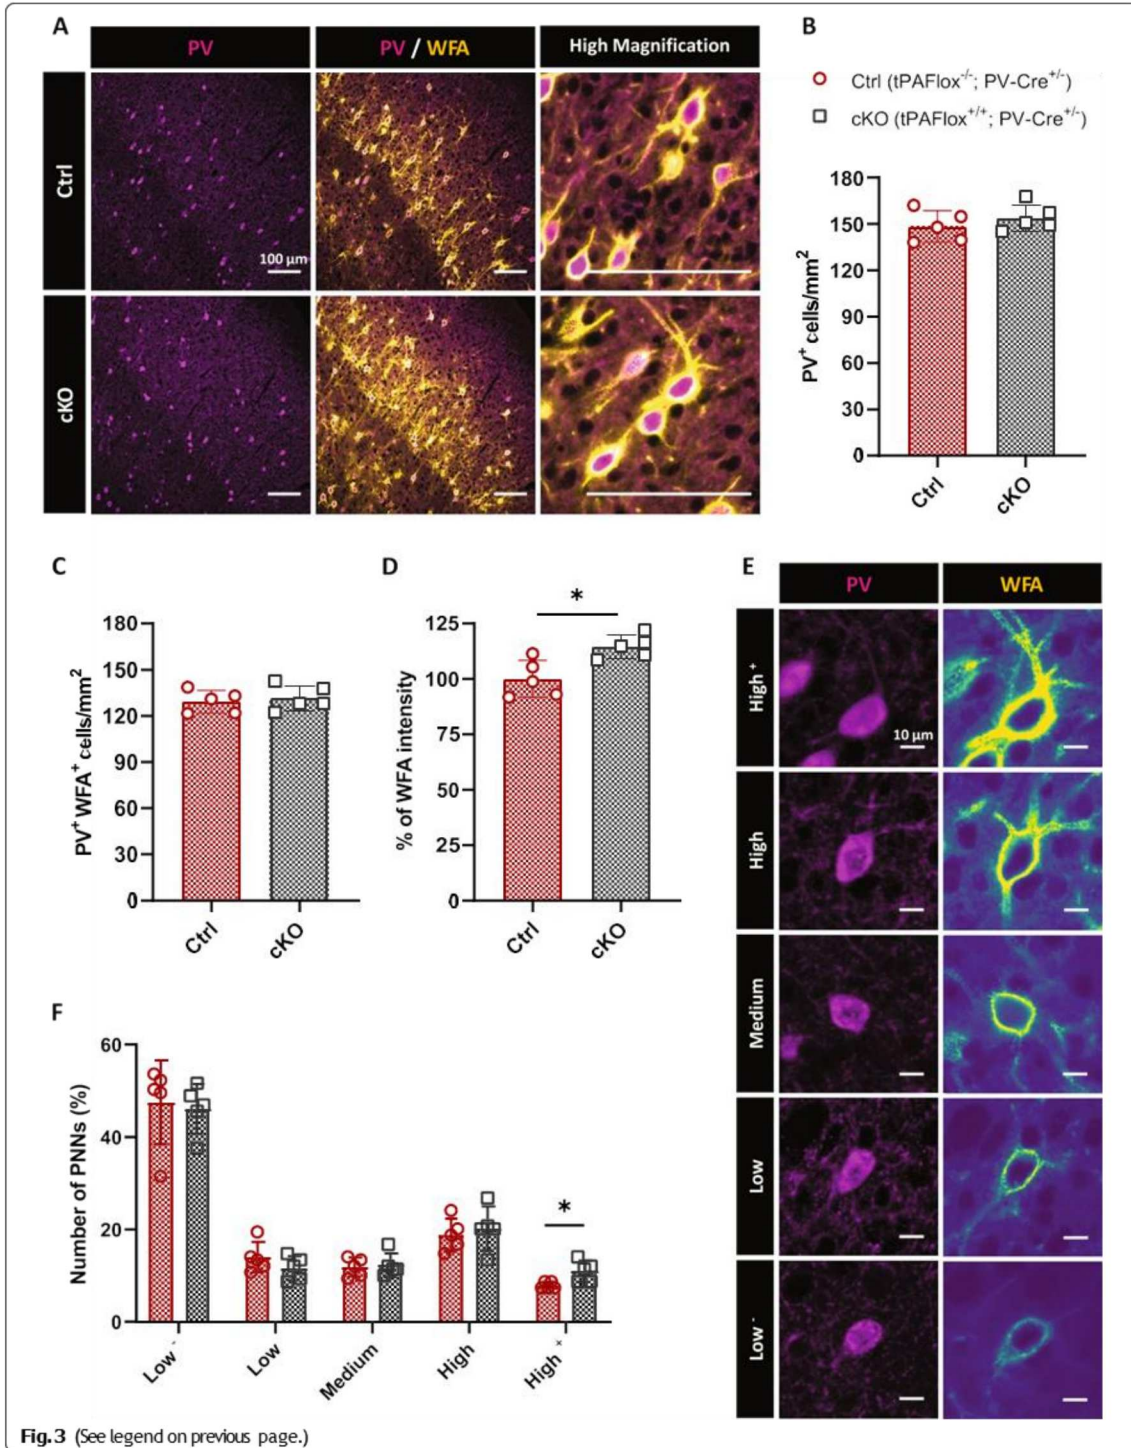 A
PV
PV / WFA
High Magnification
Ctrl
100 µm
cKO
B
Ctrl (tPAFlox⁻/⁻; PV-Cre⁺/⁻)
cKO (tPAFlox⁺/⁺; PV-Cre⁺/⁻)
PV⁺ cells/mm²
180
150
120
90
60
30
0
Ctrl
cKO
C
PV⁺WFA⁺ cells/mm²
180
150
120
90
60
30
0
Ctrl
cKO
D
% of WFA intensity
*
125
100
75
50
25
0
Ctrl
cKO
E
PV
WFA
High⁺
10 µm
High
Medium
Low
Low⁻
F
Number of PNNs (%)
60
40
20
0
*
Low⁻
Low
Medium
High
High⁺
Fig. 3 (See legend on previous page.)